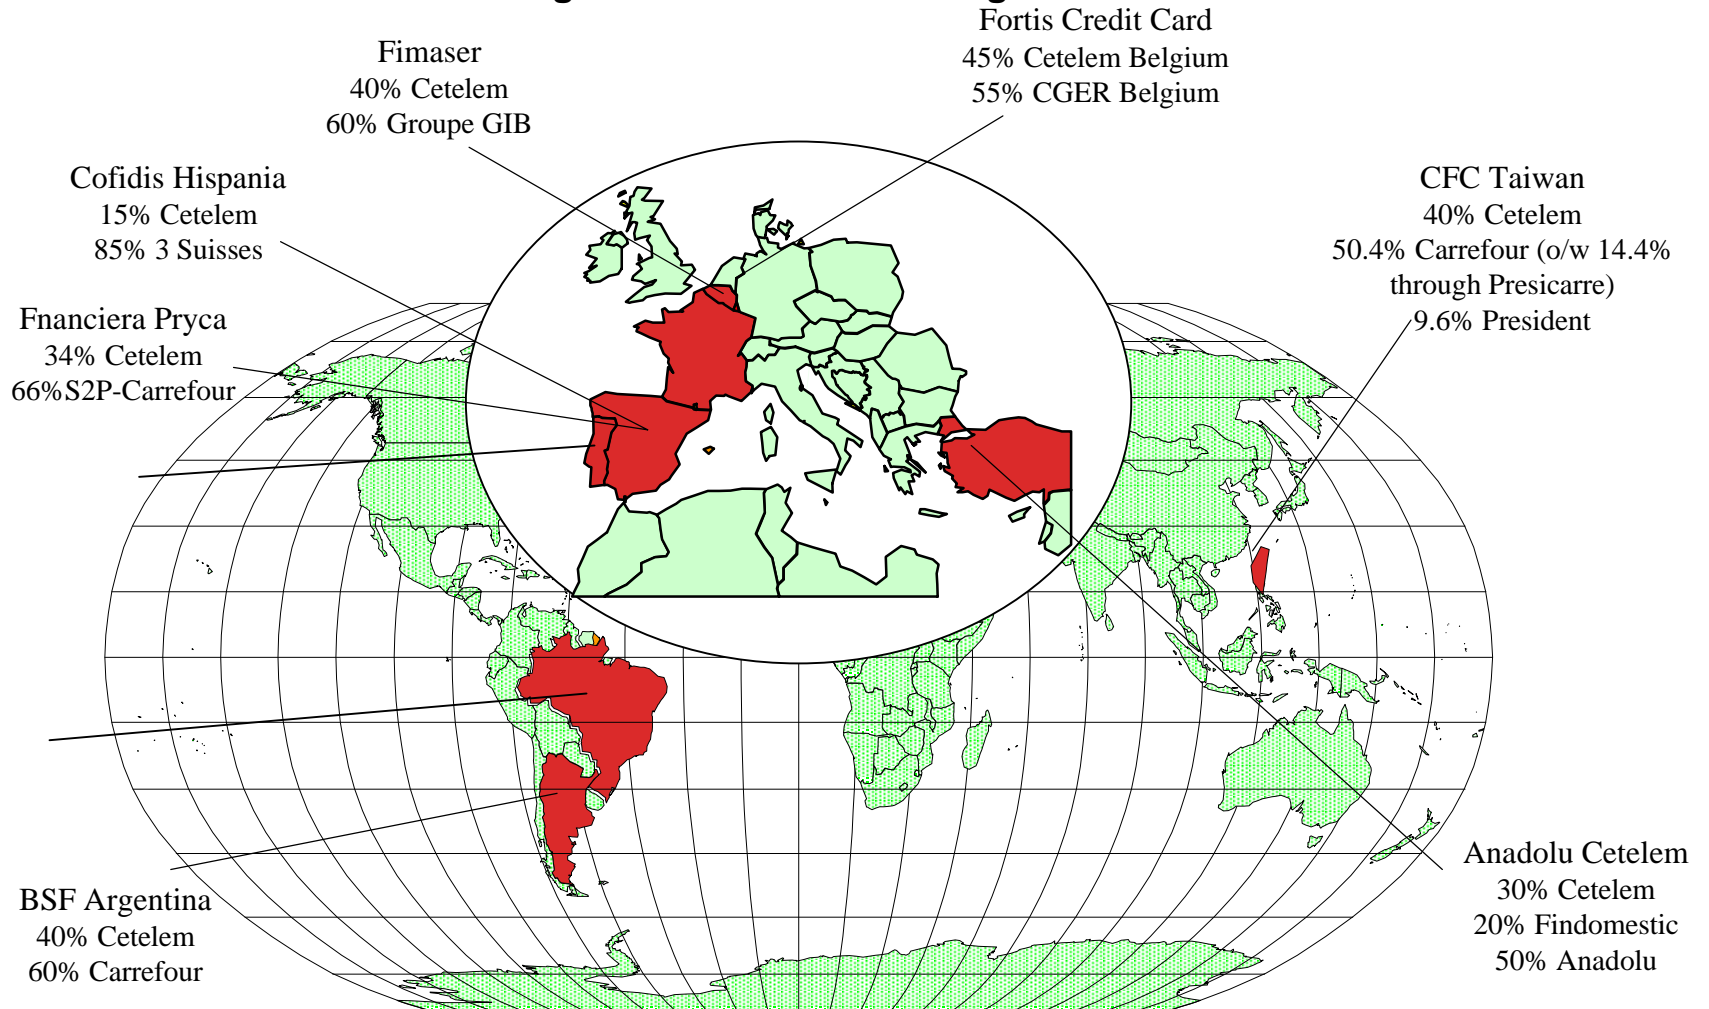 Fortis Credit Card
45% Cetelem Belgium
55% CGER Belgium
Fimaser
40% Cetelem
60% Groupe GIB
Cofidis Hispania
15% Cetelem
85% 3 Suisses
CFC Taiwan
40% Cetelem
50.4% Carrefour (o/w 14.4%
through Presicarre)
9.6% President
Fnanciera Pryca
34% Cetelem
66%S2P-Carrefour
BSF Argentina
40% Cetelem
60% Carrefour
Anadolu Cetelem
30% Cetelem
20% Findomestic
50% Anadolu